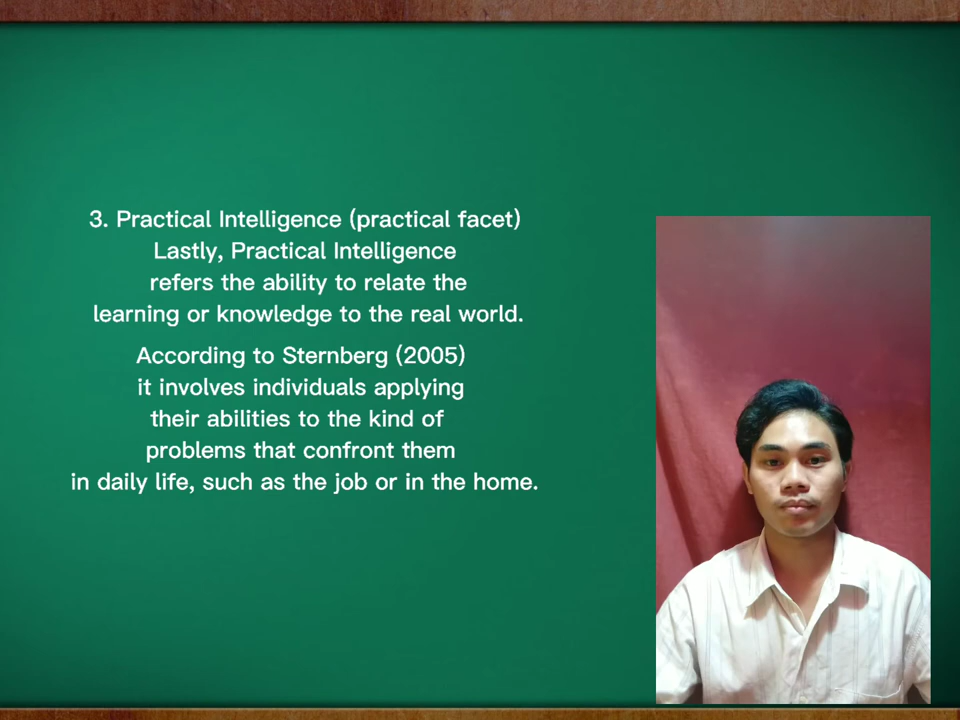 3. Practical Intelligence (practical facet)
Lastly, Practical Intelligence
refers the ability to relate the
learning or knowledge to the real world.
According to Sternberg (2005)
it involves individuals applying
their abilities to the kind of
problems that confront them
in daily life, such as the job or in the home.